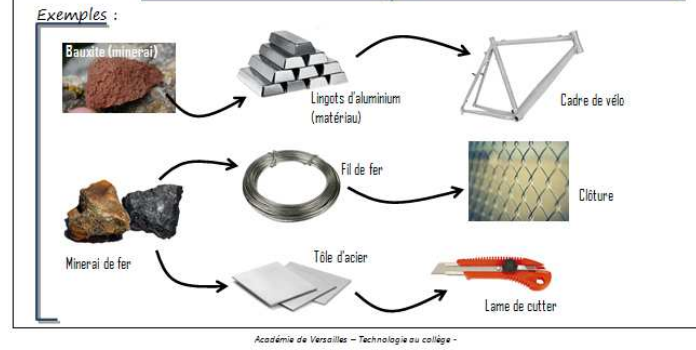 Exemples :
Bauxite (minerai)
Lingots d'aluminium
(matériau)
Cadre de vélo
Fil de fer
Clôture
Minerai de fer
Tôle d'acier
Lame de cutter
Académie de Versailles – Technologie au collège -